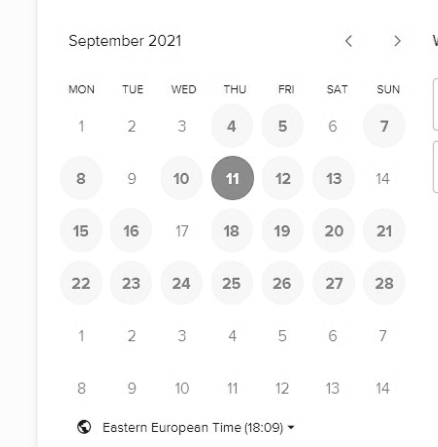 September 2021
MON TUE WED THU FRI SAT SUN
1 2 3 4 5 6 7
8 9 10 11 12 13 14
15 16 17 18 19 20 21
22 23 24 25 26 27 28
1 2 3 4 5 6 7
8 9 10 11 12 13 14
Eastern European Time (18:09)